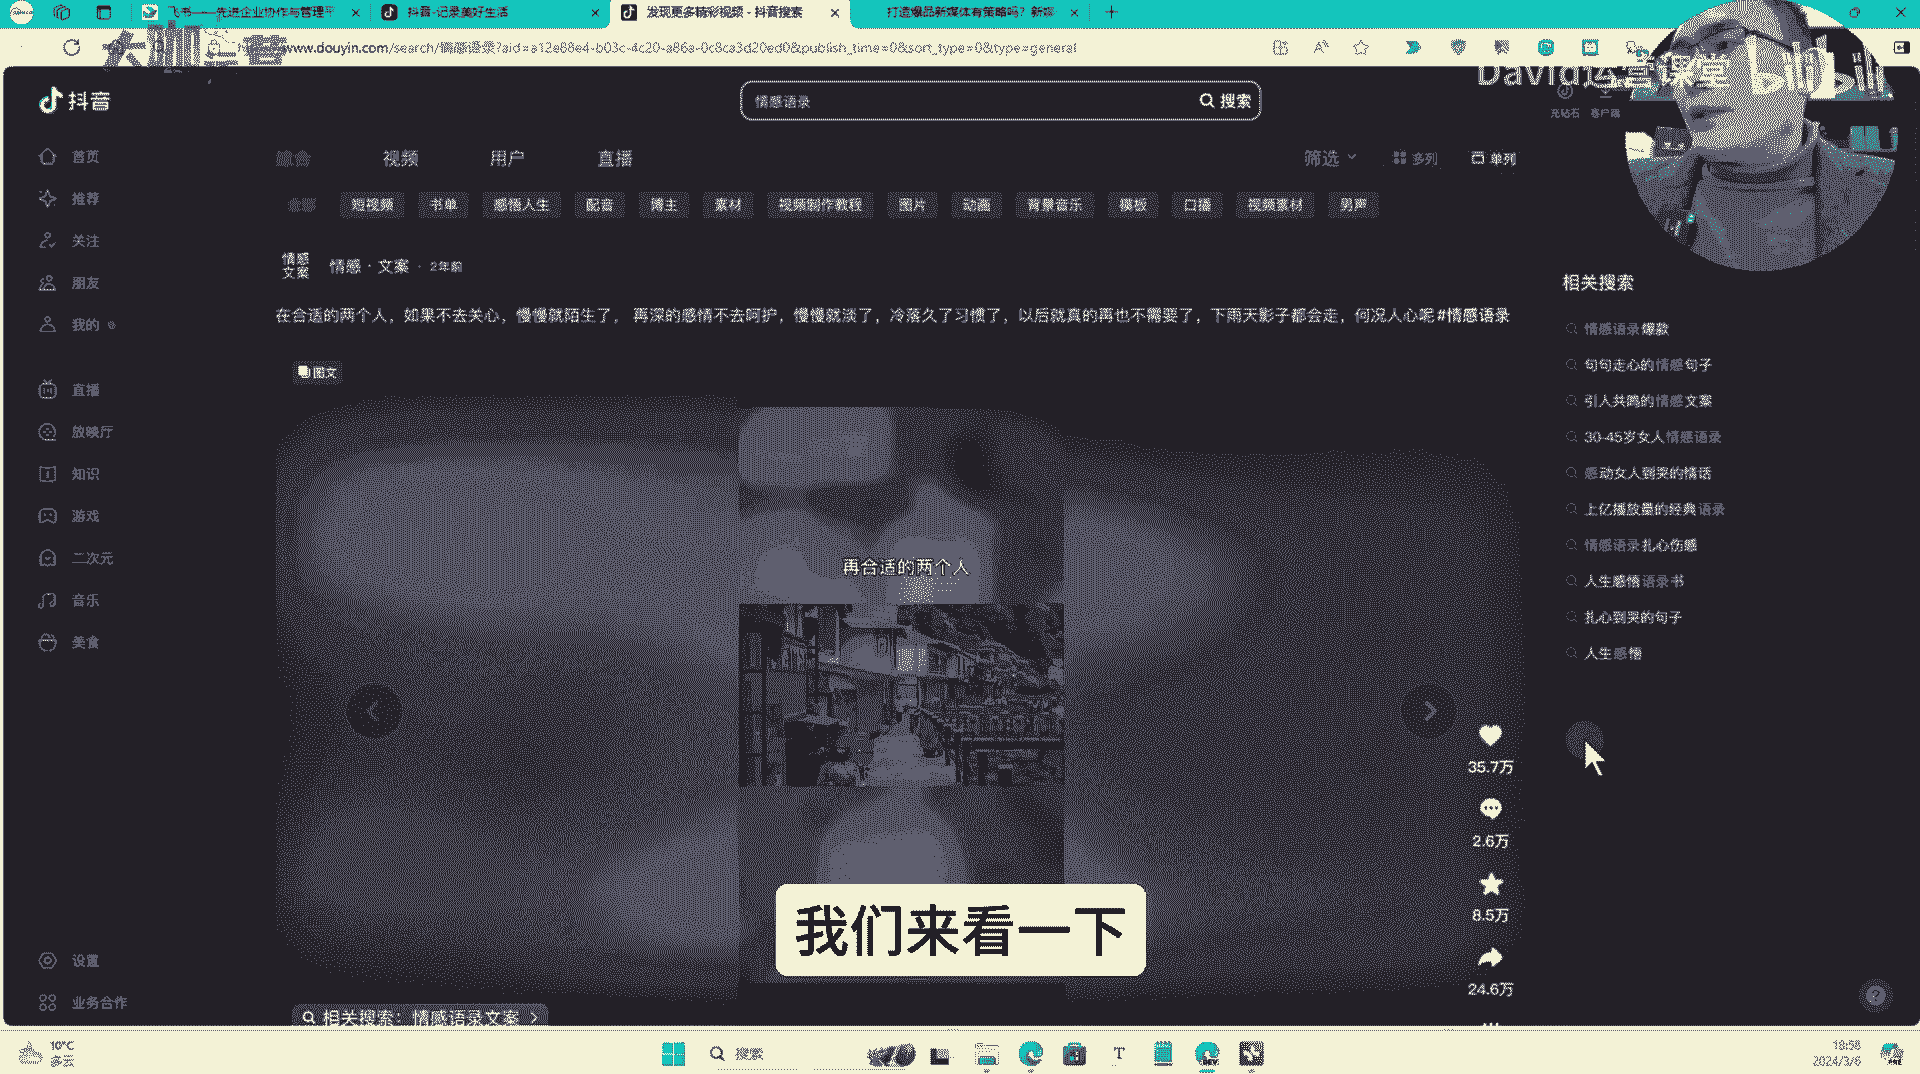 飞书——先进企业协作与管理平
抖音-记录美好生活
发现更多精彩视频 - 抖音搜索
打造爆品新媒体有策略吗？新媒
www.douyin.com/search/情感语录?aid=a12e88e4-b03c-4c20-a86a-0c8ca3d20ed0&publish_time=0&sort_type=0&type=general
大咖运营
David运营课堂 bilibili
抖音
情感语录
搜索
充钻石
客户端
首页
推荐
关注
朋友
我的
直播
放映厅
知识
游戏
二次元
音乐
美食
设置
业务合作
综合
视频
用户
直播
筛选
多列
单列
全部
短视频
书单
感悟人生
配音
博主
素材
视频制作教程
图片
动画
背景音乐
模板
口播
视频素材
男声
情感
文案
情感·文案 · 2年前
在合适的两个人，如果不去关心，慢慢就陌生了， 再深的感情不去呵护，慢慢就淡了，冷落久了习惯了，以后就真的再也不需要了，下雨天影子都会走，何况人心呢#情感语录
图文
再合适的两个人
35.7万
2.6万
8.5万
24.6万
相关搜索：情感语录文案
我们来看一下
相关搜索
情感语录爆款
句句走心的情感句子
引人共鸣的情感文案
30-45岁女人情感语录
感动女人到哭的情话
上亿播放量的经典语录
情感语录扎心伤感
人生感悟语录书
扎心到哭的句子
人生感悟
10°C
多云
搜索
18:58
2024/3/6